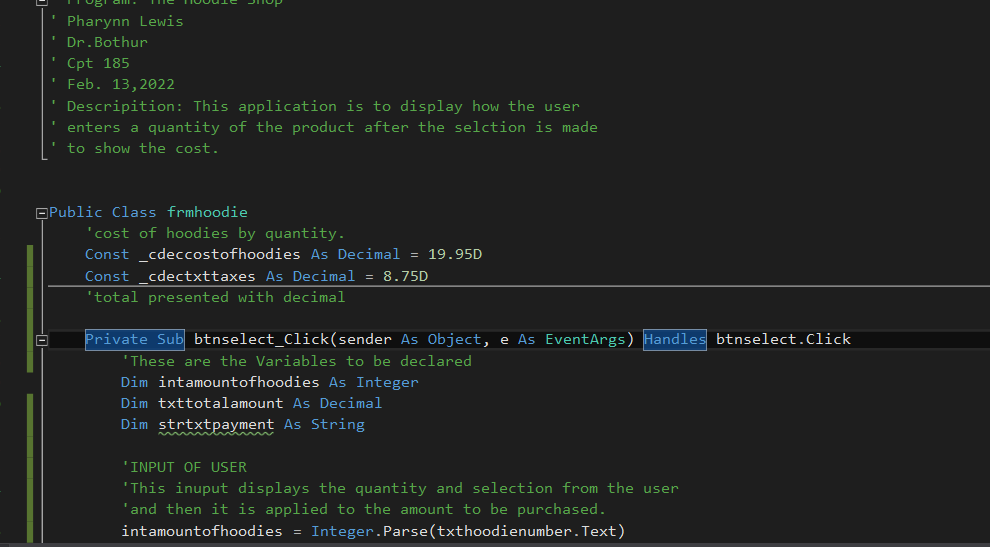 ' Program: The Hoodie Shop
' Pharynn Lewis
' Dr.Bothur
' Cpt 185
' Feb. 13,2022
' Descripition: This application is to display how the user
' enters a quantity of the product after the selction is made
' to show the cost.
Public Class frmhoodie
'cost of hoodies by quantity.
Const _cdeccostofhoodies As Decimal = 19.95D
Const _cdectxttaxes As Decimal = 8.75D
'total presented with decimal
Private Sub btnselect_Click(sender As Object, e As EventArgs) Handles btnselect.Click
'These are the Variables to be declared
Dim intamountofhoodies As Integer
Dim txttotalamount As Decimal
Dim strtxtpayment As String
'INPUT OF USER
'This inuput displays the quantity and selection from the user
'and then it is applied to the amount to be purchased.
intamountofhoodies = Integer.Parse(txthoodienumber.Text)